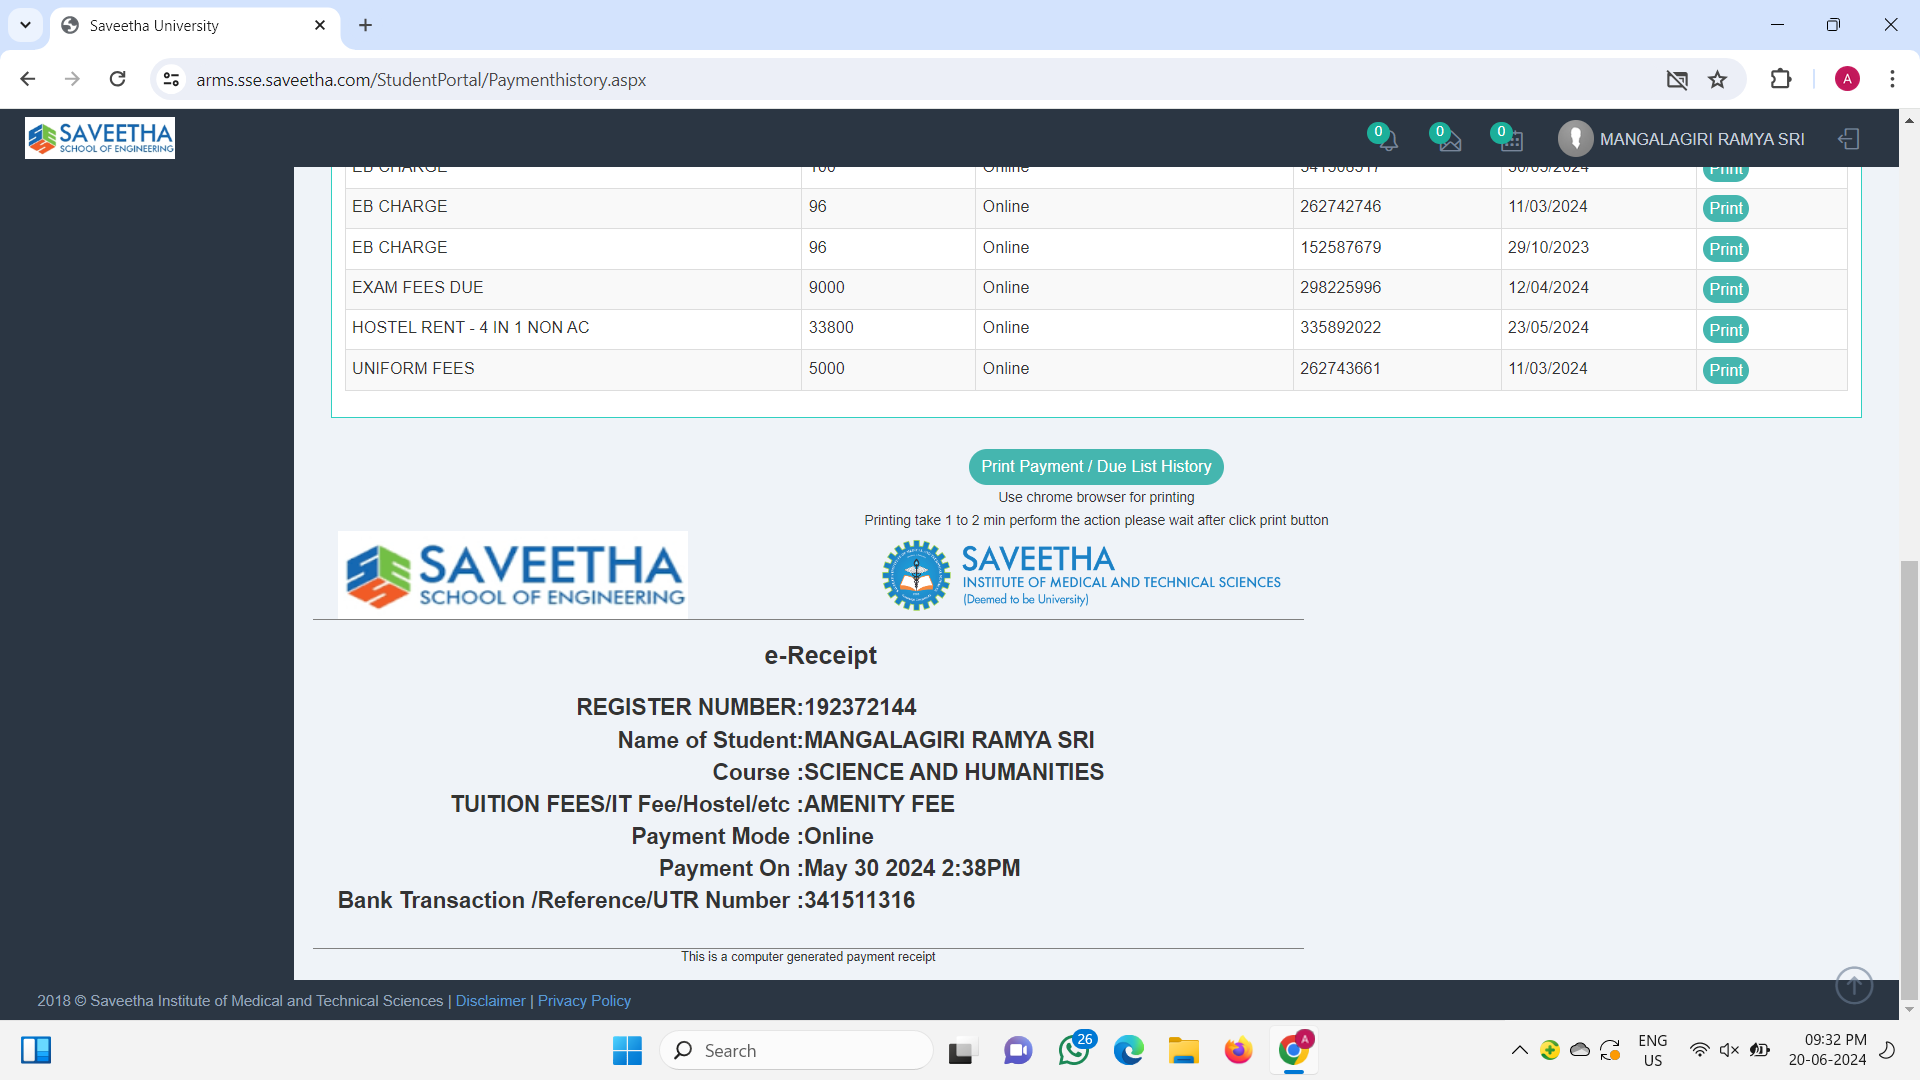 Saveetha University
arms.sse.saveetha.com/StudentPortal/Paymenthistory.aspx
A
SAVEETHA
SCHOOL OF ENGINEERING
0
0
0
MANGALAGIRI RAMYA SRI
EB CHARGE 100 Online 30/05/2024 Print
EB CHARGE 96 Online 262742746 11/03/2024 Print
EB CHARGE 96 Online 152587679 29/10/2023 Print
EXAM FEES DUE 9000 Online 298225996 12/04/2024 Print
HOSTEL RENT - 4 IN 1 NON AC 33800 Online 335892022 23/05/2024 Print
UNIFORM FEES 5000 Online 262743661 11/03/2024 Print
Print Payment / Due List History
Use chrome browser for printing
Printing take 1 to 2 min perform the action please wait after click print button
SAVEETHA
SCHOOL OF ENGINEERING
SAVEETHA
INSTITUTE OF MEDICAL AND TECHNICAL SCIENCES
(Deemed to be University)
e-Receipt
REGISTER NUMBER:192372144
Name of Student:MANGALAGIRI RAMYA SRI
Course :SCIENCE AND HUMANITIES
TUITION FEES/IT Fee/Hostel/etc :AMENITY FEE
Payment Mode :Online
Payment On :May 30 2024 2:38PM
Bank Transaction /Reference/UTR Number :341511316
This is a computer generated payment receipt
2018 © Saveetha Institute of Medical and Technical Sciences | Disclaimer | Privacy Policy
Search
26
A
ENG
US
09:32 PM
20-06-2024